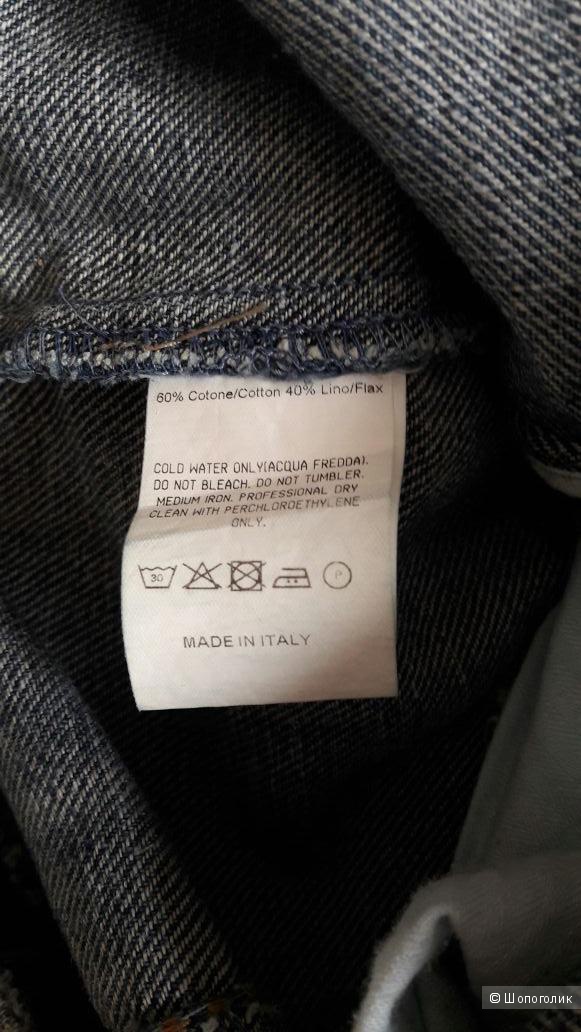 60% Cotone/Cotton 40% Lino/Flax
COLD WATER ONLY(ACQUA FREDDA).
DO NOT BLEACH. DO NOT TUMBLER.
MEDIUM IRON. PROFESSIONAL DRY
CLEAN WITH PERCHLOROETHYLENE
ONLY.
30 P
MADE IN ITALY
© Шопоголик